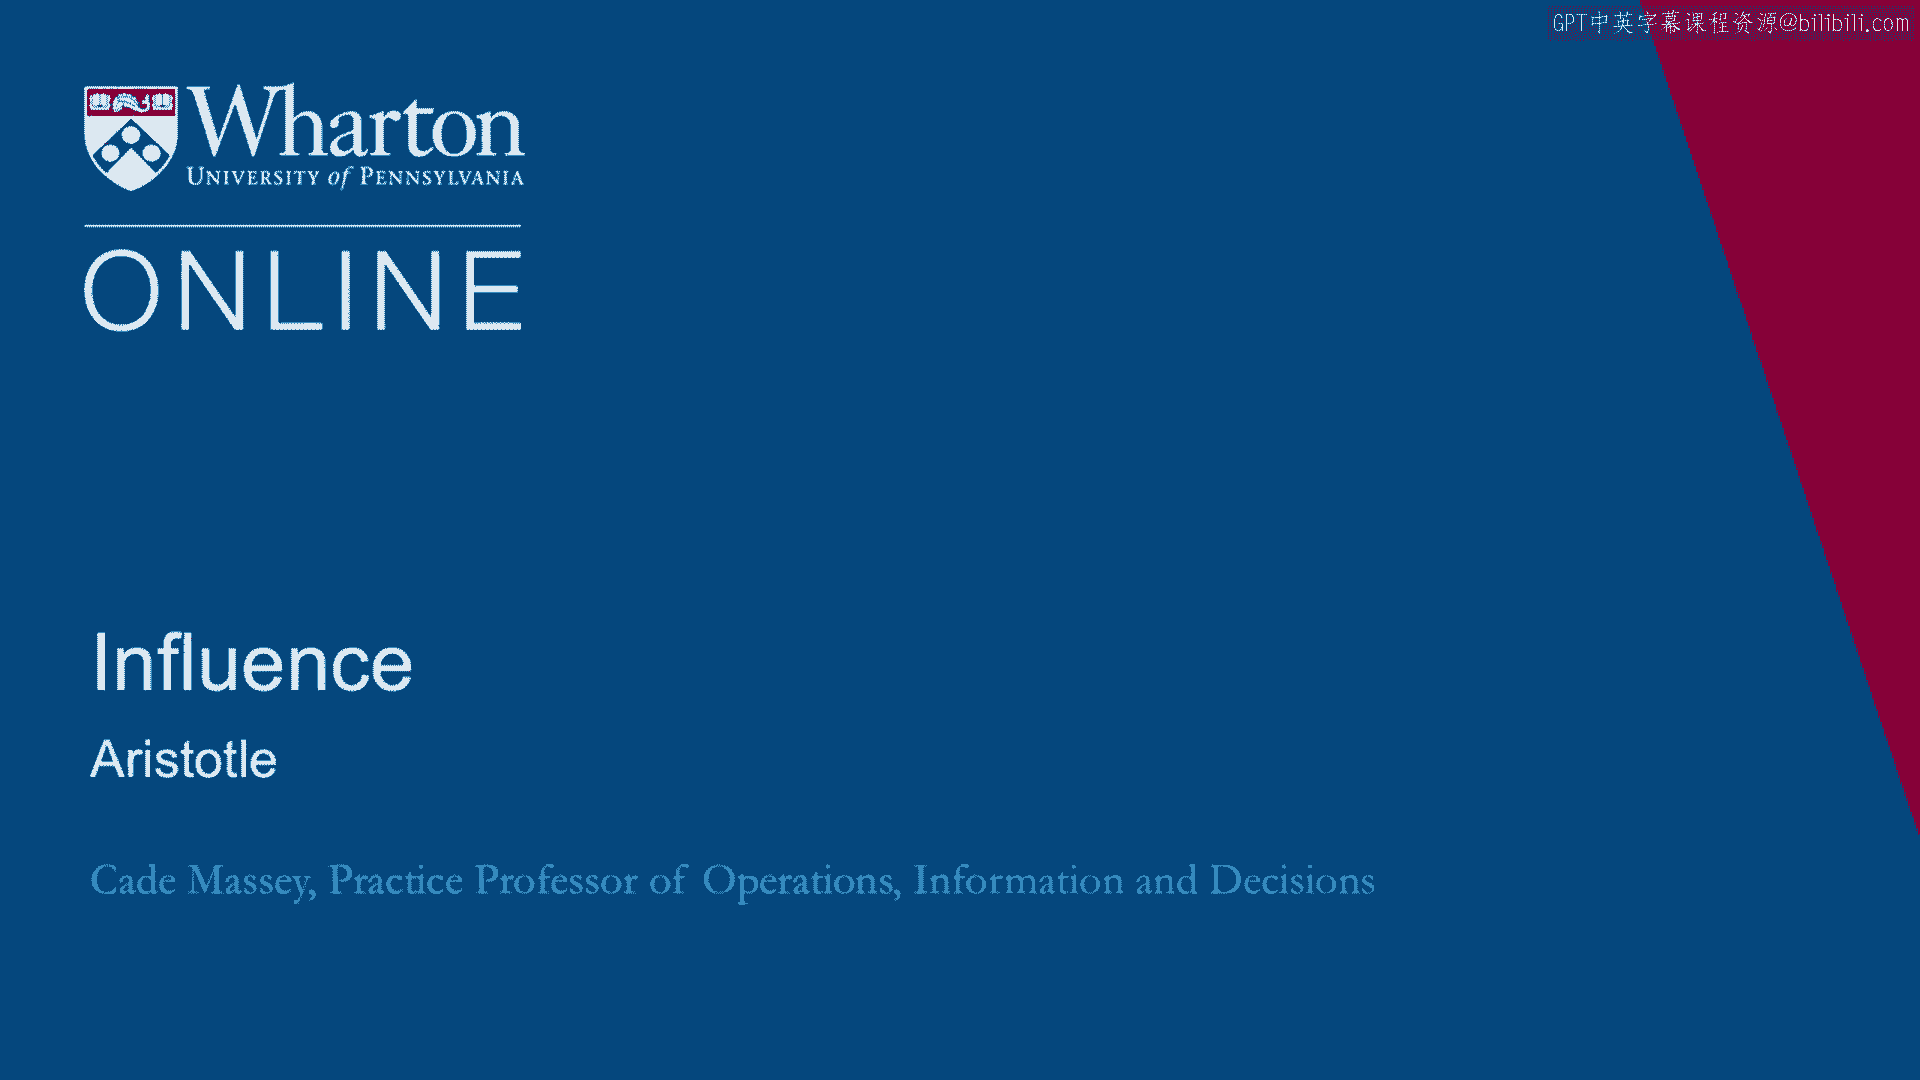 GPT中英字幕课程资源@bilibili.com
Wharton
UNIVERSITY of PENNSYLVANIA
ONLINE
Influence
Aristotle
Cade Massey, Practice Professor of Operations, Information and Decisions